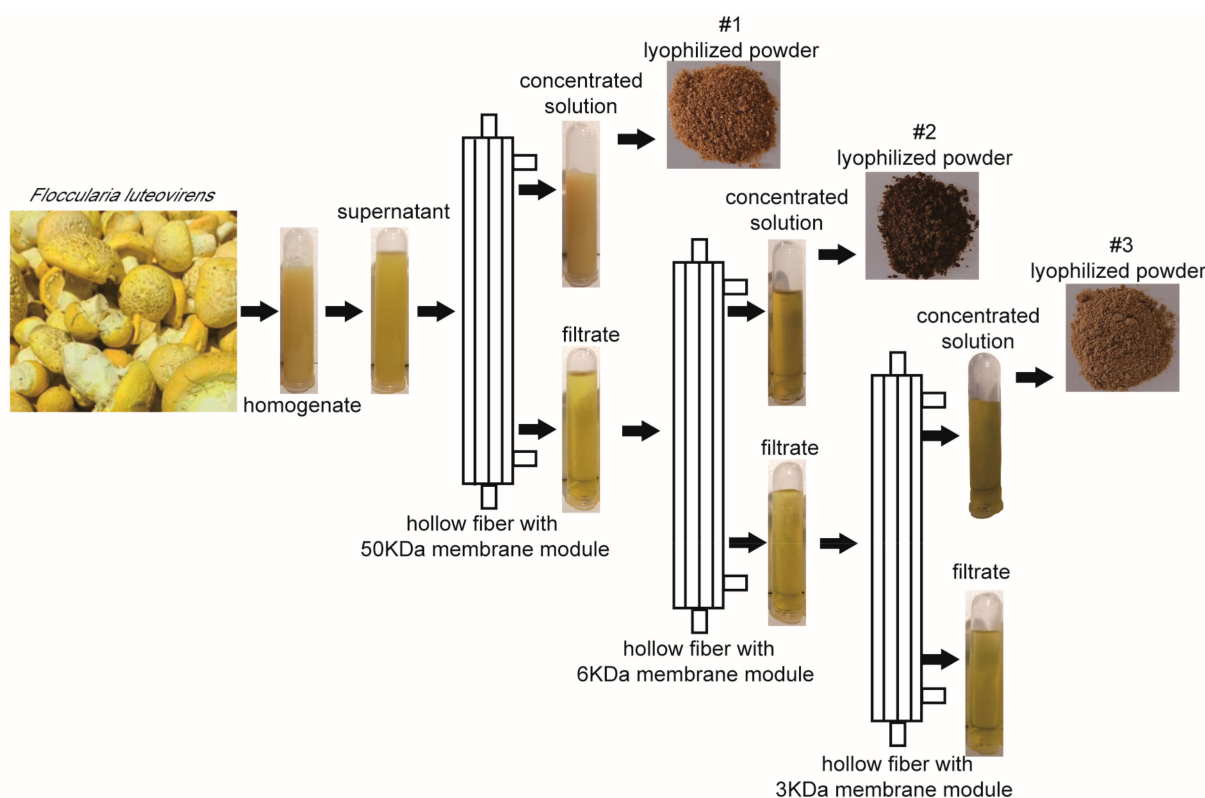 #1
lyophilized powder
concentrated
solution
#2
lyophilized powder
Floccularia luteovirens
supernatant
concentrated
solution
#3
lyophilized powder
concentrated
solution
filtrate
homogenate
filtrate
hollow fiber with
50KDa membrane module
filtrate
hollow fiber with
6KDa membrane module
hollow fiber with
3KDa membrane module